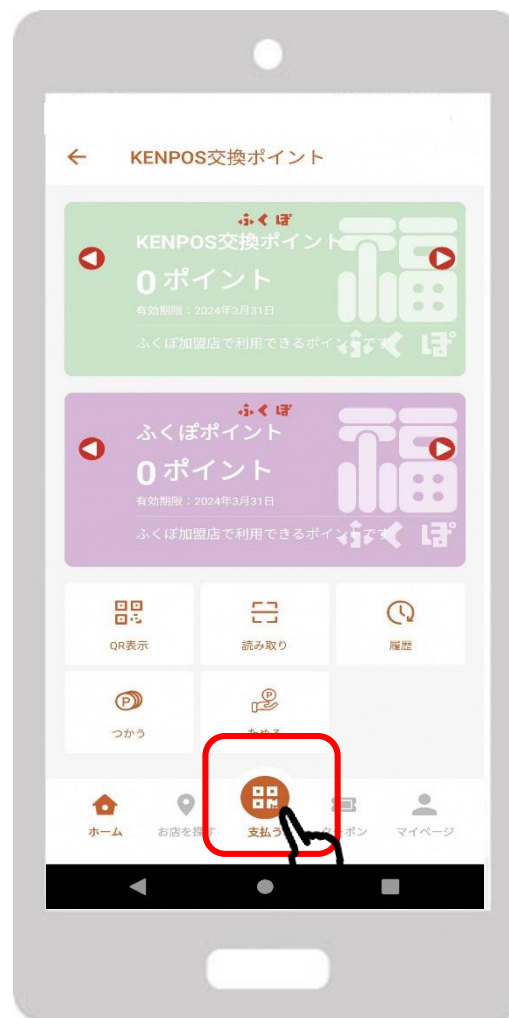 KENPOS交換ポイント
ふくぽ
KENPOS交換ポイント
0 ポイント
有効期限：2024年3月31日
ふくぽ加盟店で利用できるポイントです
福
ふくぽ
ふくぽ
ふくぽポイント
0 ポイント
有効期限：2024年3月31日
ふくぽ加盟店で利用できるポイントです
福
ふくぽ
QR表示
読み取り
履歴
つかう
ためる
ホーム
お店を探す
支払う
クーポン
マイページ